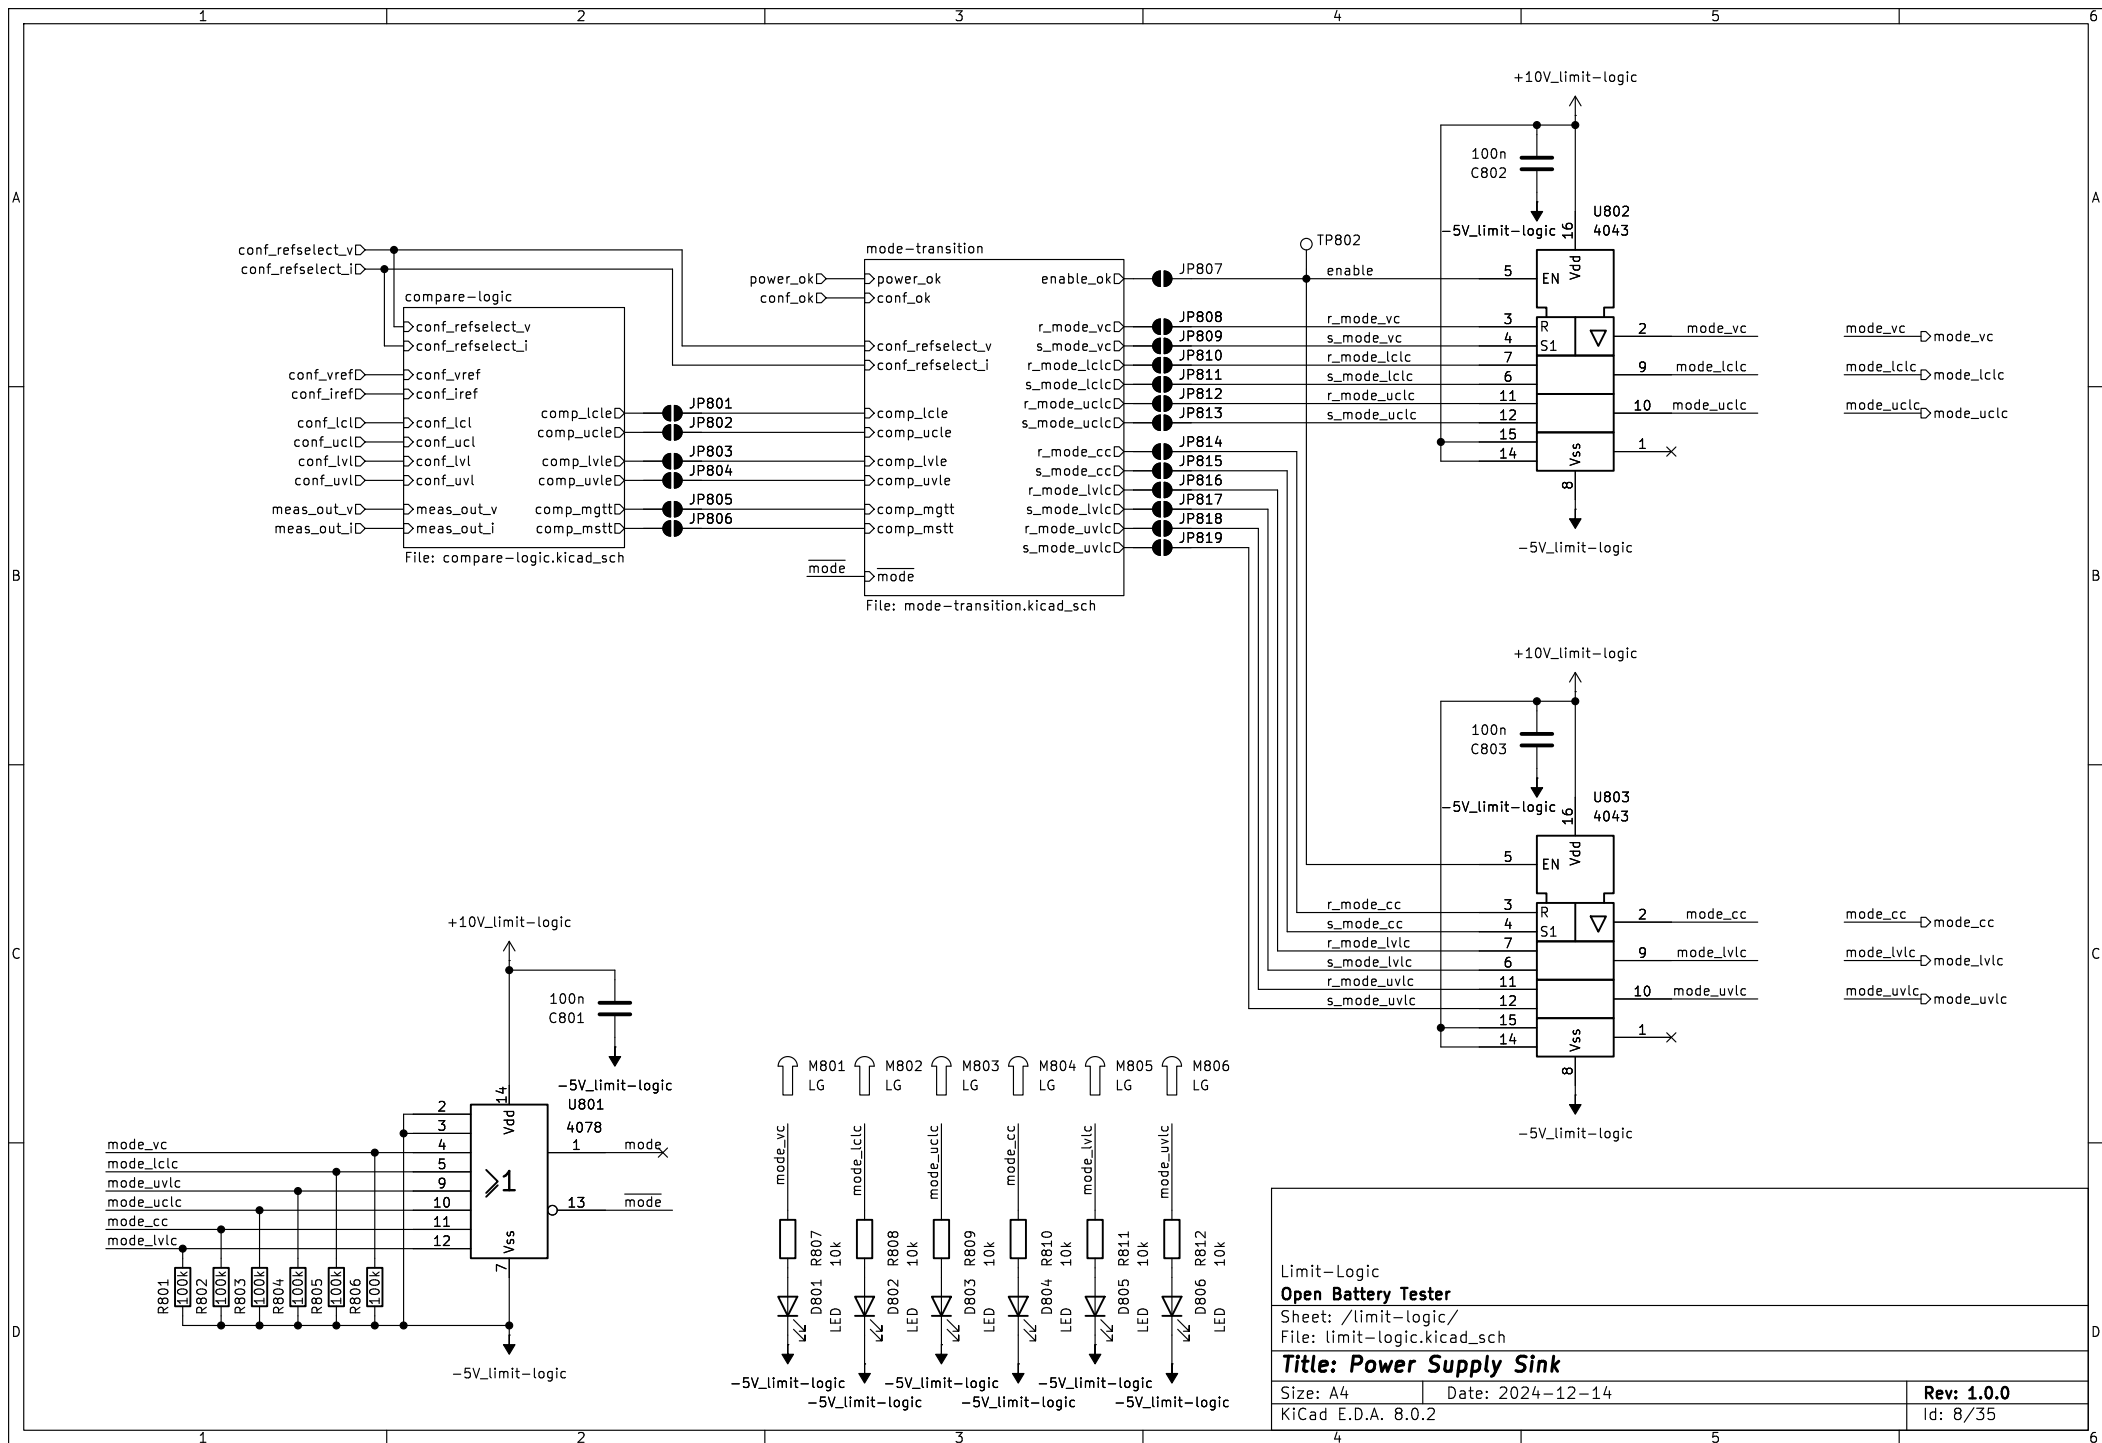 1 2 3 4 5 6
A
B
C
D
A
B
C
D
1 2 3 4 5 6
conf_refselect_v
conf_refselect_i
compare-logic
conf_refselect_v
conf_refselect_i
conf_vref conf_vref
conf_iref conf_iref
conf_lcl conf_lcl
conf_ucl conf_ucl
conf_lvl conf_lvl
conf_uvl conf_uvl
meas_out_v meas_out_v
meas_out_i meas_out_i
comp_lcle JP801
comp_ucle JP802
comp_lvle JP803
comp_uvle JP804
comp_mgtt JP805
comp_mstt JP806
File: compare-logic.kicad_sch
mode-transition
power_ok power_ok
conf_ok conf_ok
conf_refselect_v
conf_refselect_i
comp_lcle
comp_ucle
comp_lvle
comp_uvle
comp_mgtt
comp_mstt
mode mode
enable_ok JP807
r_mode_vc JP808
s_mode_vc JP809
r_mode_lclc JP810
s_mode_lclc JP811
r_mode_uclc JP812
s_mode_uclc JP813
r_mode_cc JP814
s_mode_cc JP815
r_mode_lvlc JP816
s_mode_lvlc JP817
r_mode_uvlc JP818
s_mode_uvlc JP819
File: mode-transition.kicad_sch
TP802
+10V_limit-logic
100n
C802
-5V_limit-logic
16
U802
4043
Vdd
enable 5 EN
r_mode_vc 3 R
s_mode_vc 4 S1
r_mode_lclc 7
s_mode_lclc 6
r_mode_uclc 11
s_mode_uclc 12
15
14
Vss
8
2 mode_vc
9 mode_lclc
10 mode_uclc
1
-5V_limit-logic
mode_vc mode_vc
mode_lclc mode_lclc
mode_uclc mode_uclc
+10V_limit-logic
100n
C803
-5V_limit-logic
16
U803
4043
Vdd
5 EN
r_mode_cc 3 R
s_mode_cc 4 S1
r_mode_lvlc 7
s_mode_lvlc 6
r_mode_uvlc 11
s_mode_uvlc 12
15
14
Vss
8
2 mode_cc
9 mode_lvlc
10 mode_uvlc
1
-5V_limit-logic
mode_cc mode_cc
mode_lvlc mode_lvlc
mode_uvlc mode_uvlc
+10V_limit-logic
100n
C801
-5V_limit-logic
14
U801
4078
Vdd
2
3
mode_vc 4
mode_lclc 5
mode_uvlc 9
mode_uclc 10
mode_cc 11
mode_lvlc 12
≥1
Vss
7
1 mode
13 mode
R801 100k
R802 100k
R803 100k
R804 100k
R805 100k
R806 100k
-5V_limit-logic
M801 M802 M803 M804 M805 M806
LG LG LG LG LG LG
mode_vc
mode_lclc
mode_uclc
mode_cc
mode_lvlc
mode_uvlc
R807 10k
R808 10k
R809 10k
R810 10k
R811 10k
R812 10k
D801 LED
D802 LED
D803 LED
D804 LED
D805 LED
D806 LED
-5V_limit-logic -5V_limit-logic -5V_limit-logic
-5V_limit-logic -5V_limit-logic -5V_limit-logic
Limit-Logic
Open Battery Tester
Sheet: /limit-logic/
File: limit-logic.kicad_sch
Title: Power Supply Sink
Size: A4 Date: 2024-12-14 Rev: 1.0.0
KiCad E.D.A. 8.0.2 Id: 8/35